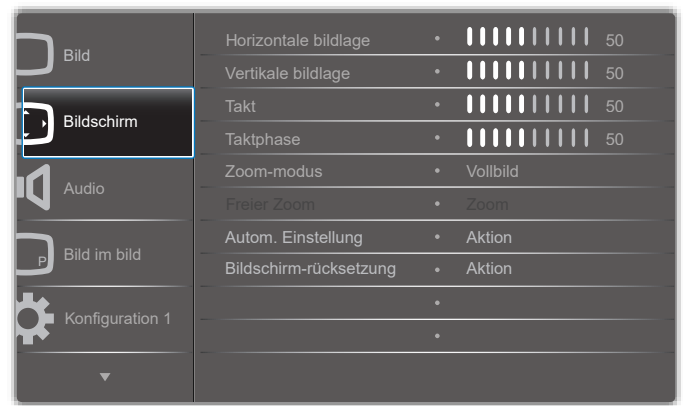 Bild
Bildschirm
Audio
P
Bild im bild
Konfiguration 1
Horizontale bildlage • 50
Vertikale bildlage • 50
Takt • 50
Taktphase • 50
Zoom-modus • Vollbild
Freier Zoom • Zoom
Autom. Einstellung • Aktion
Bildschirm-rücksetzung • Aktion